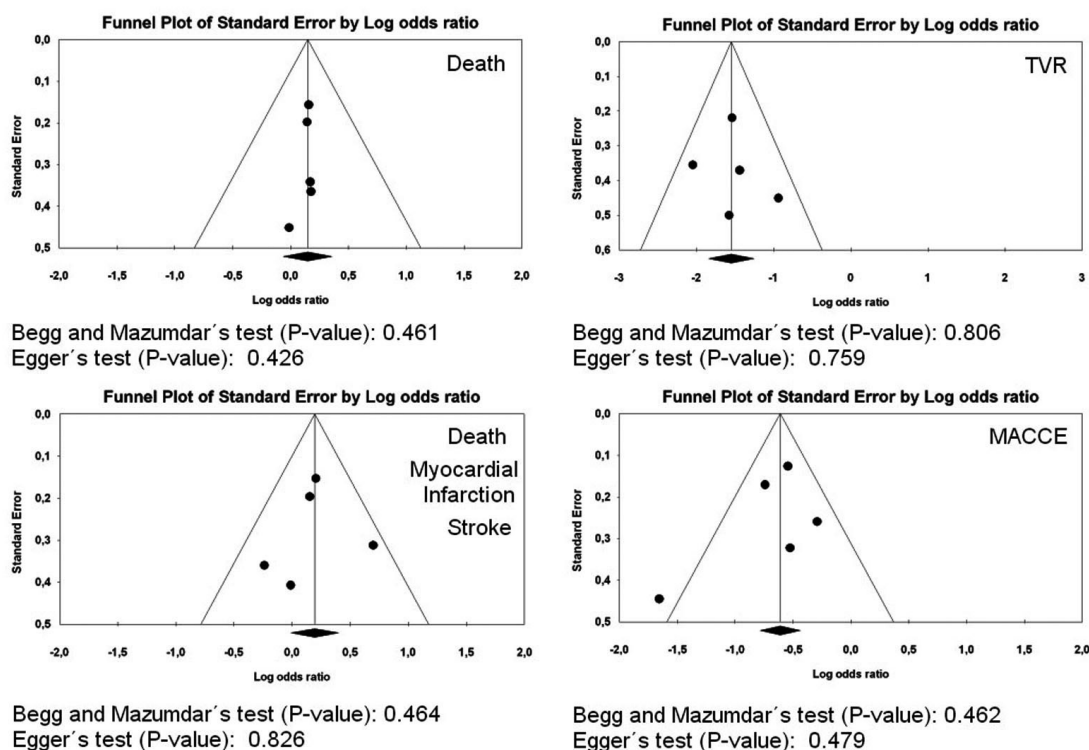 Funnel Plot of Standard Error by Log odds ratio
Death
Standard Error
0,0
0,1
0,2
0,3
0,4
0,5
-2,0 -1,5 -1,0 -0,5 0,0 0,5 1,0 1,5 2,0
Log odds ratio
Begg and Mazumdar´s test (P-value): 0.461
Egger´s test (P-value): 0.426
Funnel Plot of Standard Error by Log odds ratio
TVR
Standard Error
0,0
0,1
0,2
0,3
0,4
0,5
0,6
-3 -2 -1 0 1 2 3
Log odds ratio
Begg and Mazumdar´s test (P-value): 0.806
Egger´s test (P-value): 0.759
Funnel Plot of Standard Error by Log odds ratio
Death
Myocardial
Infarction
Stroke
Standard Error
0,0
0,1
0,2
0,3
0,4
0,5
-2,0 -1,5 -1,0 -0,5 0,0 0,5 1,0 1,5 2,0
Log odds ratio
Begg and Mazumdar´s test (P-value): 0.464
Egger´s test (P-value): 0.826
Funnel Plot of Standard Error by Log odds ratio
MACCE
Standard Error
0,0
0,1
0,2
0,3
0,4
0,5
-2,0 -1,5 -1,0 -0,5 0,0 0,5 1,0 1,5 2,0
Log odds ratio
Begg and Mazumdar´s test (P-value): 0.462
Egger´s test (P-value): 0.479